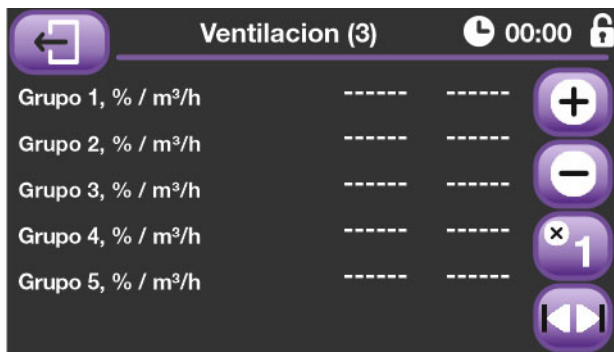 Ventilacion (3) 00:00
Grupo 1, % / m³/h ------ ------
Grupo 2, % / m³/h ------ ------
Grupo 3, % / m³/h ------ ------
Grupo 4, % / m³/h ------ ------
Grupo 5, % / m³/h ------ ------
×1